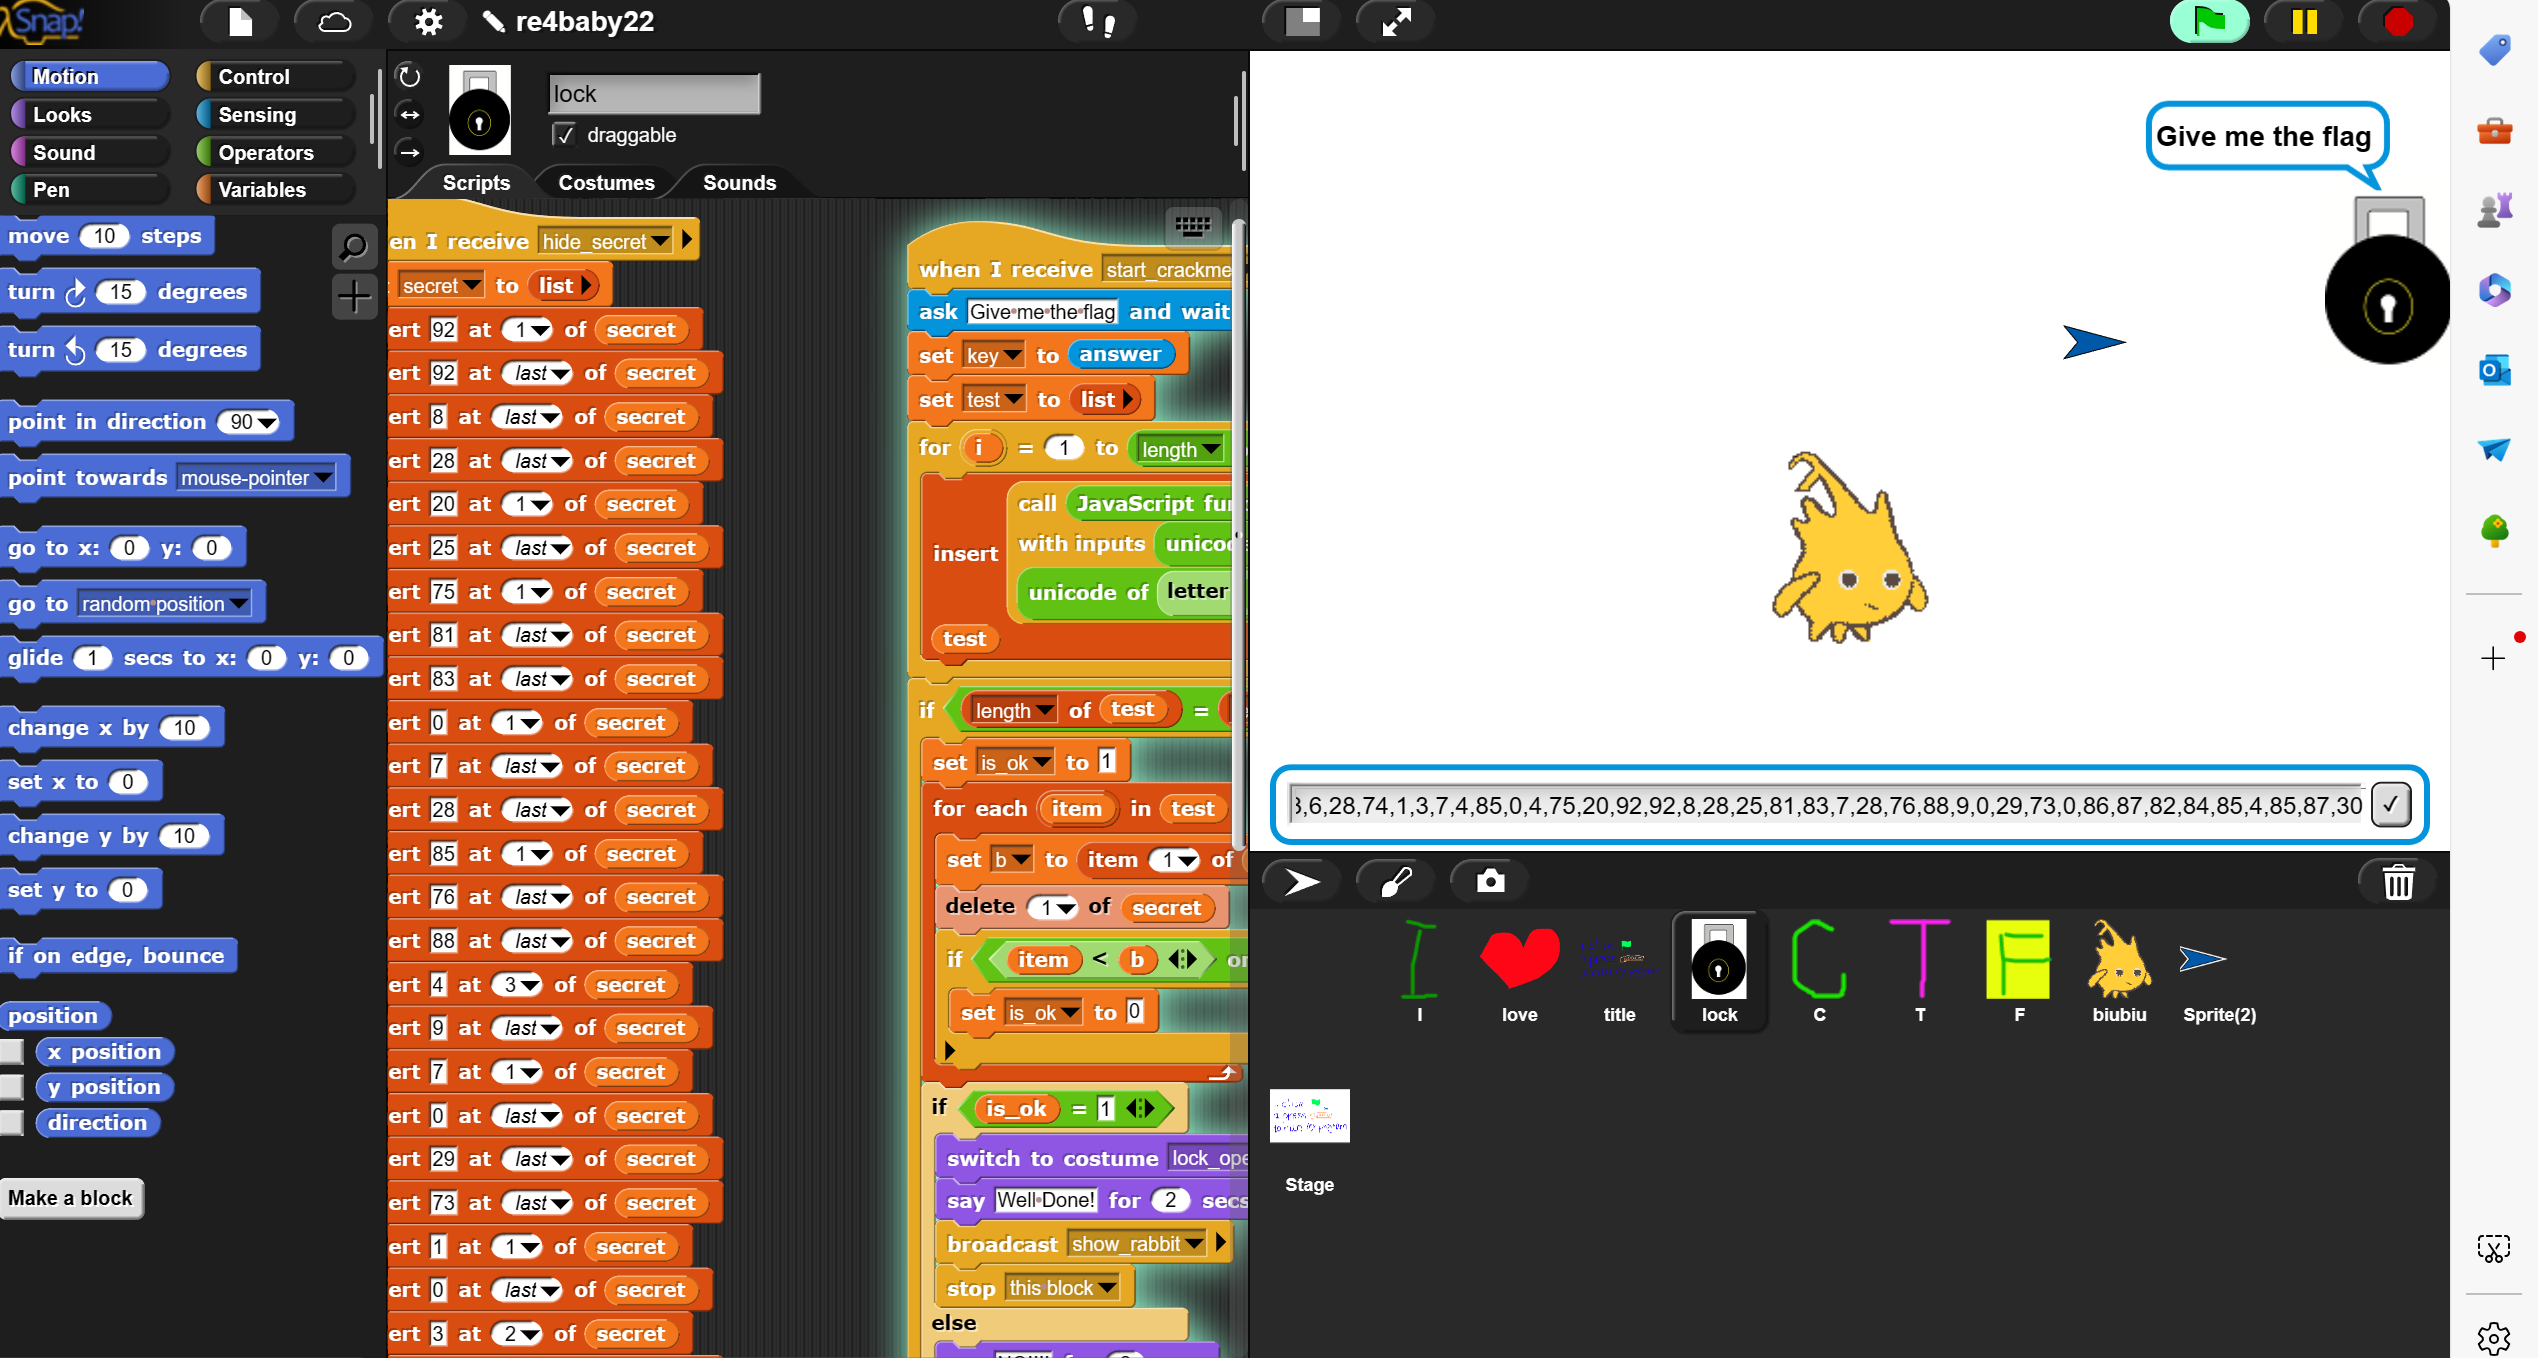 Snap!
re4baby22
Motion
Control
Looks
Sensing
Sound
Operators
Pen
Variables
move 10 steps
turn 15 degrees
turn 15 degrees
point in direction 90
point towards mouse-pointer
go to x: 0 y: 0
go to random position
glide 1 secs to x: 0 y: 0
change x by 10
set x to 0
change y by 10
set y to 0
if on edge, bounce
position
x position
y position
direction
Make a block
lock
draggable
Scripts
Costumes
Sounds
en I receive hide_secret
secret to list
ert 92 at 1 of secret
ert 92 at last of secret
ert 8 at last of secret
ert 28 at last of secret
ert 20 at 1 of secret
ert 25 at last of secret
ert 75 at 1 of secret
ert 81 at last of secret
ert 83 at last of secret
ert 0 at 1 of secret
ert 7 at last of secret
ert 28 at last of secret
ert 85 at 1 of secret
ert 76 at last of secret
ert 88 at last of secret
ert 4 at 3 of secret
ert 9 at last of secret
ert 7 at 1 of secret
ert 0 at last of secret
ert 29 at last of secret
ert 73 at last of secret
ert 1 at 1 of secret
ert 0 at last of secret
ert 3 at 2 of secret
when I receive start_crackme
ask Give me the flag and wait
set key to answer
set test to list
for i = 1 to length
call JavaScript fu
with inputs unico
insert
unicode of letter
test
if length of test =
set is_ok to 1
for each item in test
set b to item 1 of
delete 1 of secret
if item < b or
set is_ok to 0
if is_ok = 1
switch to costume lock_ope
say Well Done! for 2 secs
broadcast show_rabbit
stop this block
else
Give me the flag
,6,28,74,1,3,7,4,85,0,4,75,20,92,92,8,28,25,81,83,7,28,76,88,9,0,29,73,0,86,87,82,84,85,4,85,87,30
I
love
title
lock
C
T
F
biubiu
Sprite(2)
Stage